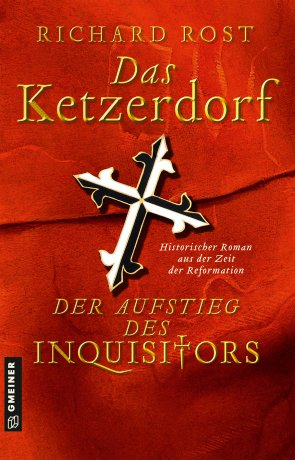 RICHARD ROST
Das
Ketzerdorf
Historischer Roman
aus der Zeit
der Reformation
DER AUFSTIEG
DES
INQUISITORS
GMEINER